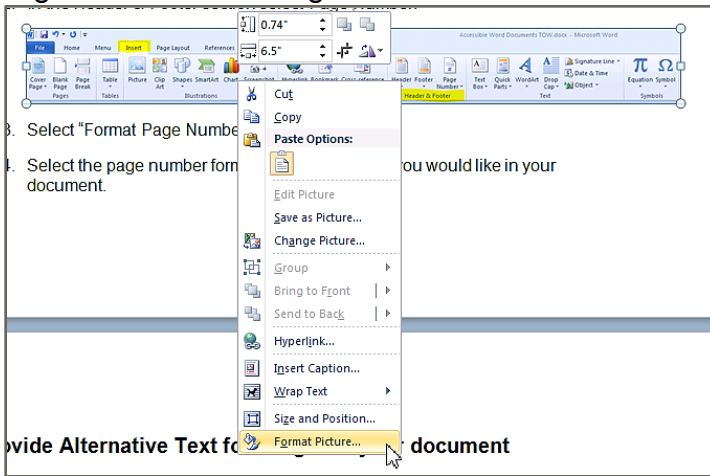 0.74"
6.5"
Accessible Word Documents TOW.docx - Microsoft Word
File Home Menu Insert Page Layout References
Cover Page Blank Page Page Break Table Picture Clip Art Shapes SmartArt Chart Screenshot Hyperlink Bookmark Cross-reference Header Footer Page Number Text Box Quick Parts WordArt Drop Cap Signature Line Date & Time Object Equation Symbol
Pages Tables Illustrations Header & Footer Text Symbols
3. Select "Format Page Numbe
4. Select the page number form ou would like in your
document.
Cut
Copy
Paste Options:
Edit Picture
Save as Picture...
Change Picture...
Group
Bring to Front
Send to Back
Hyperlink...
Insert Caption...
Wrap Text
Size and Position...
Format Picture...
ovide Alternative Text fo document